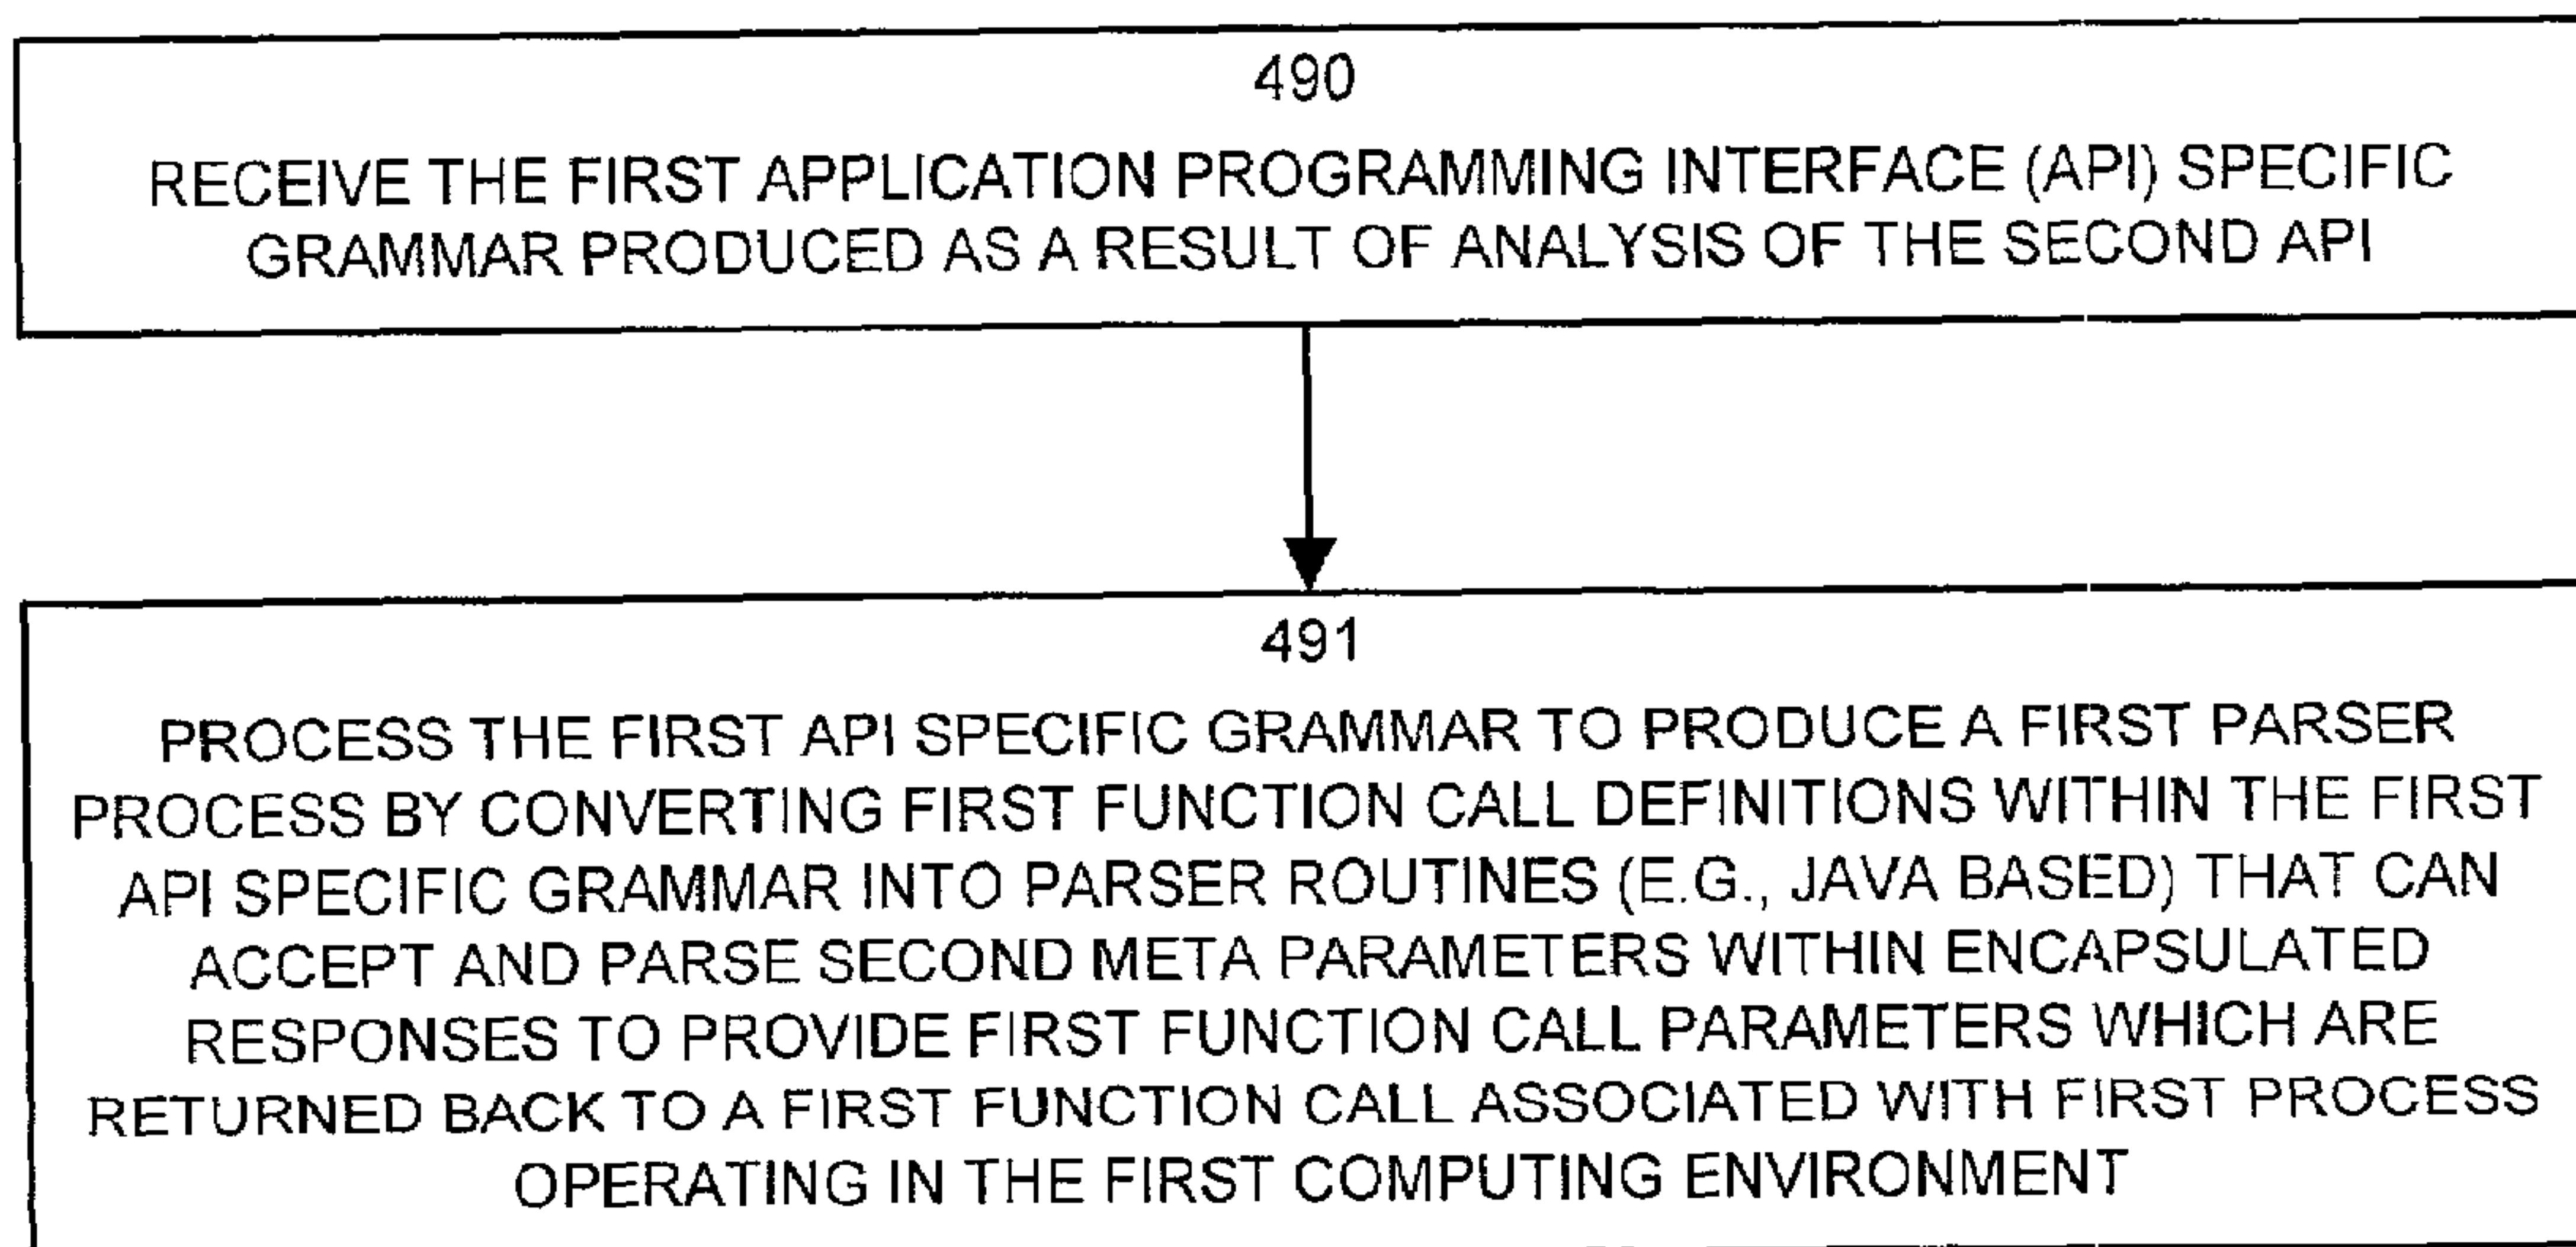 490
RECEIVE THE FIRST APPLICATION PROGRAMMING INTERFACE (API) SPECIFIC
GRAMMAR PRODUCED AS A RESULT OF ANALYSIS OF THE SECOND API
491
PROCESS THE FIRST API SPECIFIC GRAMMAR TO PRODUCE A FIRST PARSER
PROCESS BY CONVERTING FIRST FUNCTION CALL DEFINITIONS WITHIN THE FIRST
API SPECIFIC GRAMMAR INTO PARSER ROUTINES (E.G., JAVA BASED) THAT CAN
ACCEPT AND PARSE SECOND META PARAMETERS WITHIN ENCAPSULATED
RESPONSES TO PROVIDE FIRST FUNCTION CALL PARAMETERS WHICH ARE
RETURNED BACK TO A FIRST FUNCTION CALL ASSOCIATED WITH FIRST PROCESS
OPERATING IN THE FIRST COMPUTING ENVIRONMENT